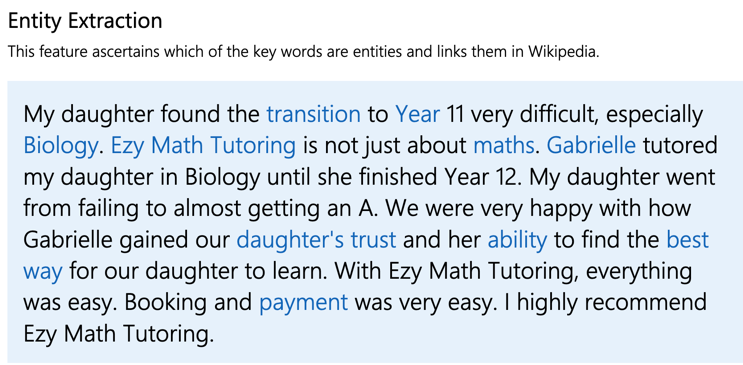 Entity Extraction
This feature ascertains which of the key words are entities and links them in Wikipedia.
My daughter found the transition to Year 11 very difficult, especially
Biology. Ezy Math Tutoring is not just about maths. Gabrielle tutored
my daughter in Biology until she finished Year 12. My daughter went
from failing to almost getting an A. We were very happy with how
Gabrielle gained our daughter's trust and her ability to find the best
way for our daughter to learn. With Ezy Math Tutoring, everything
was easy. Booking and payment was very easy. I highly recommend
Ezy Math Tutoring.